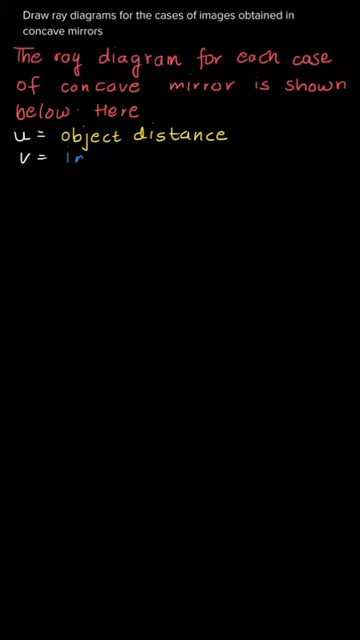 Draw ray diagrams for the cases of images obtained in
concave mirrors
The ray diagram for each case
of concave mirror is shown
below. Here
u = object distance
v =